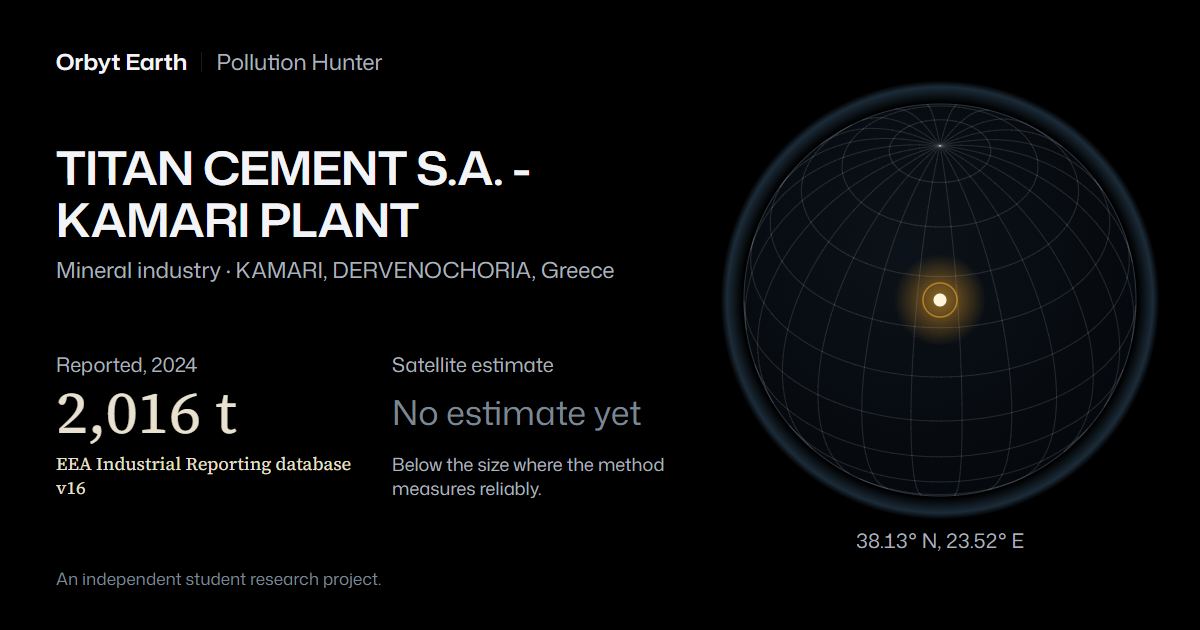 Orbyt Earth | Pollution Hunter
TITAN CEMENT S.A. -
KAMARI PLANT
Mineral industry · KAMARI, DERVENOCHORIA, Greece
Reported, 2024
2,016 t
EEA Industrial Reporting database
v16
Satellite estimate
No estimate yet
Below the size where the method
measures reliably.
38.13° N, 23.52° E
An independent student research project.